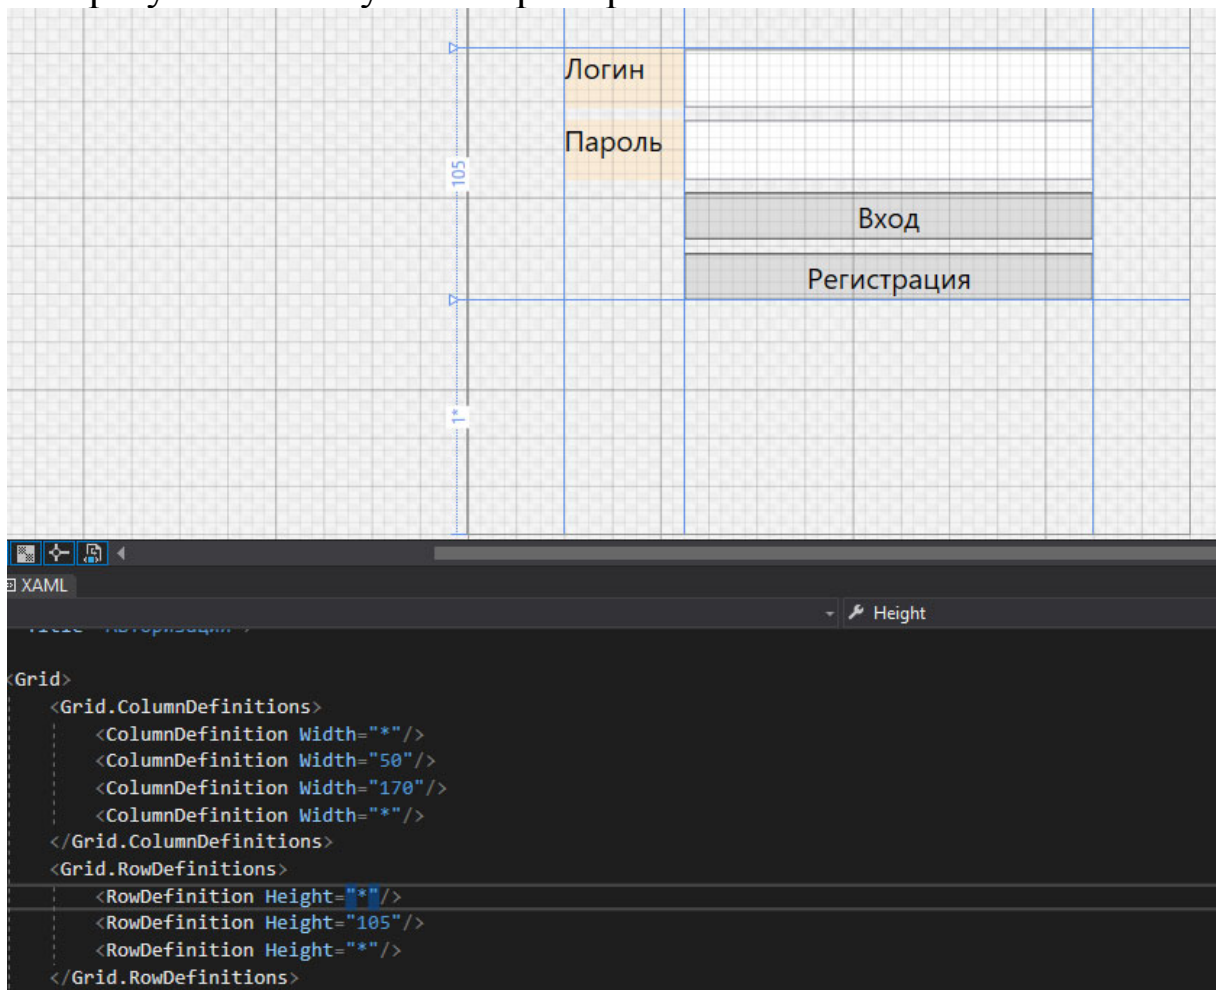 Логин
Пароль
105
Вход
Регистрация
1*
XAML
Height
<Grid>
<Grid.ColumnDefinitions>
<ColumnDefinition Width="*"/>
<ColumnDefinition Width="50"/>
<ColumnDefinition Width="170"/>
<ColumnDefinition Width="*"/>
</Grid.ColumnDefinitions>
<Grid.RowDefinitions>
<RowDefinition Height="*"/>
<RowDefinition Height="105"/>
<RowDefinition Height="*"/>
</Grid.RowDefinitions>